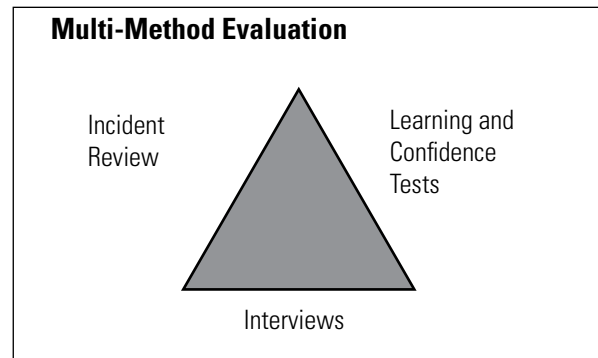 Multi-Method Evaluation
Incident
Review
Learning and
Confidence
Tests
Interviews